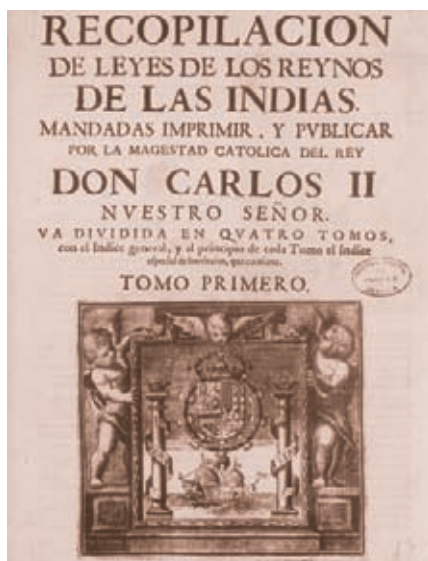 RECOPILACION
DE LEYES DE LOS REYNOS
DE LAS INDIAS.
MANDADAS IMPRIMIR, Y PVBLICAR
POR LA MAGESTAD CATOLICA DEL REY
DON CARLOS II
NVESTRO SEÑOR.
VA DIVIDIDA EN QVATRO TOMOS,
con el Indice general, y al principio de cada Tomo el Indice
especial de los titulos, que contiene.
TOMO PRIMERO.